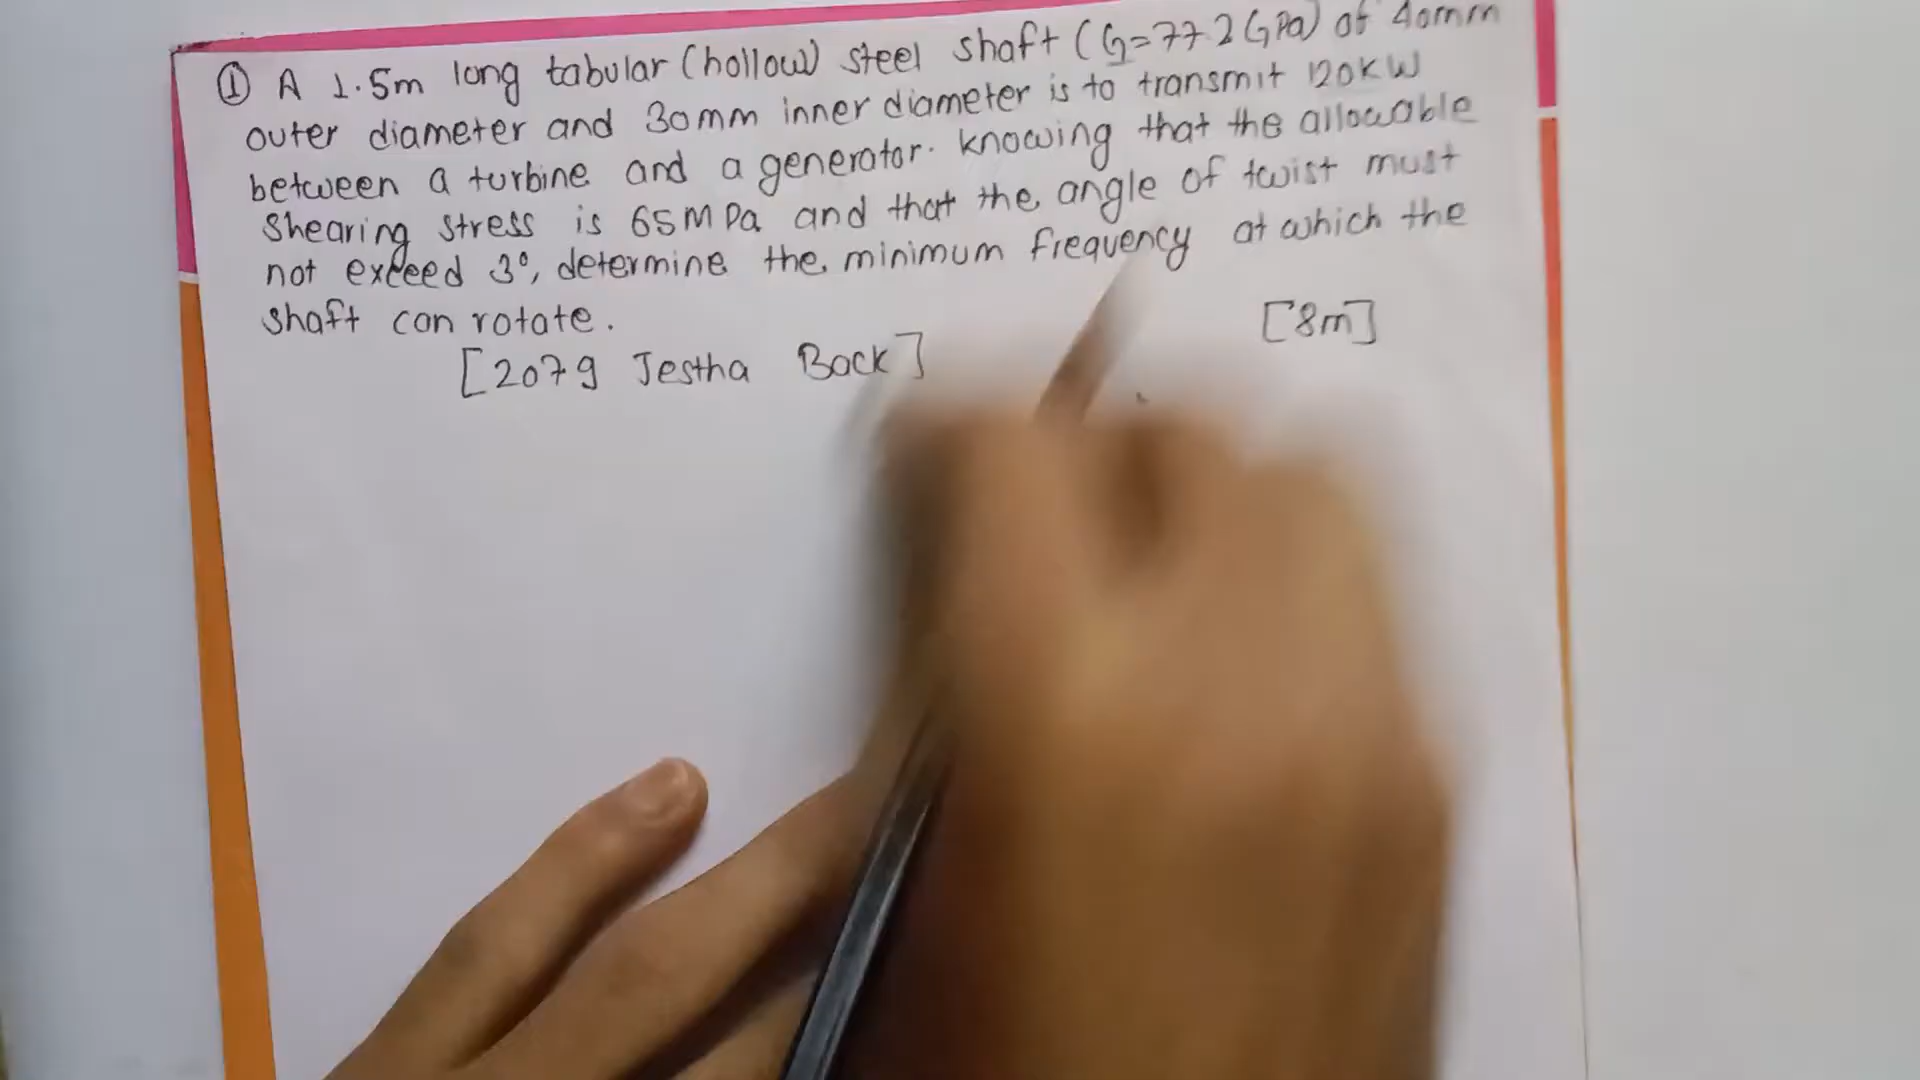 ① A 1.5m long tabular (hollow) steel shaft (G=77.2GPa) of 40mm
outer diameter and 30mm inner diameter is to transmit 120KW
between a turbine and a generator. knowing that the allowable
shearing stress is 65MPa and that the angle of twist must
not exceed 3°, determine the minimum frequency at which the
shaft can rotate.
[8m]
[2079 Jestha Back]